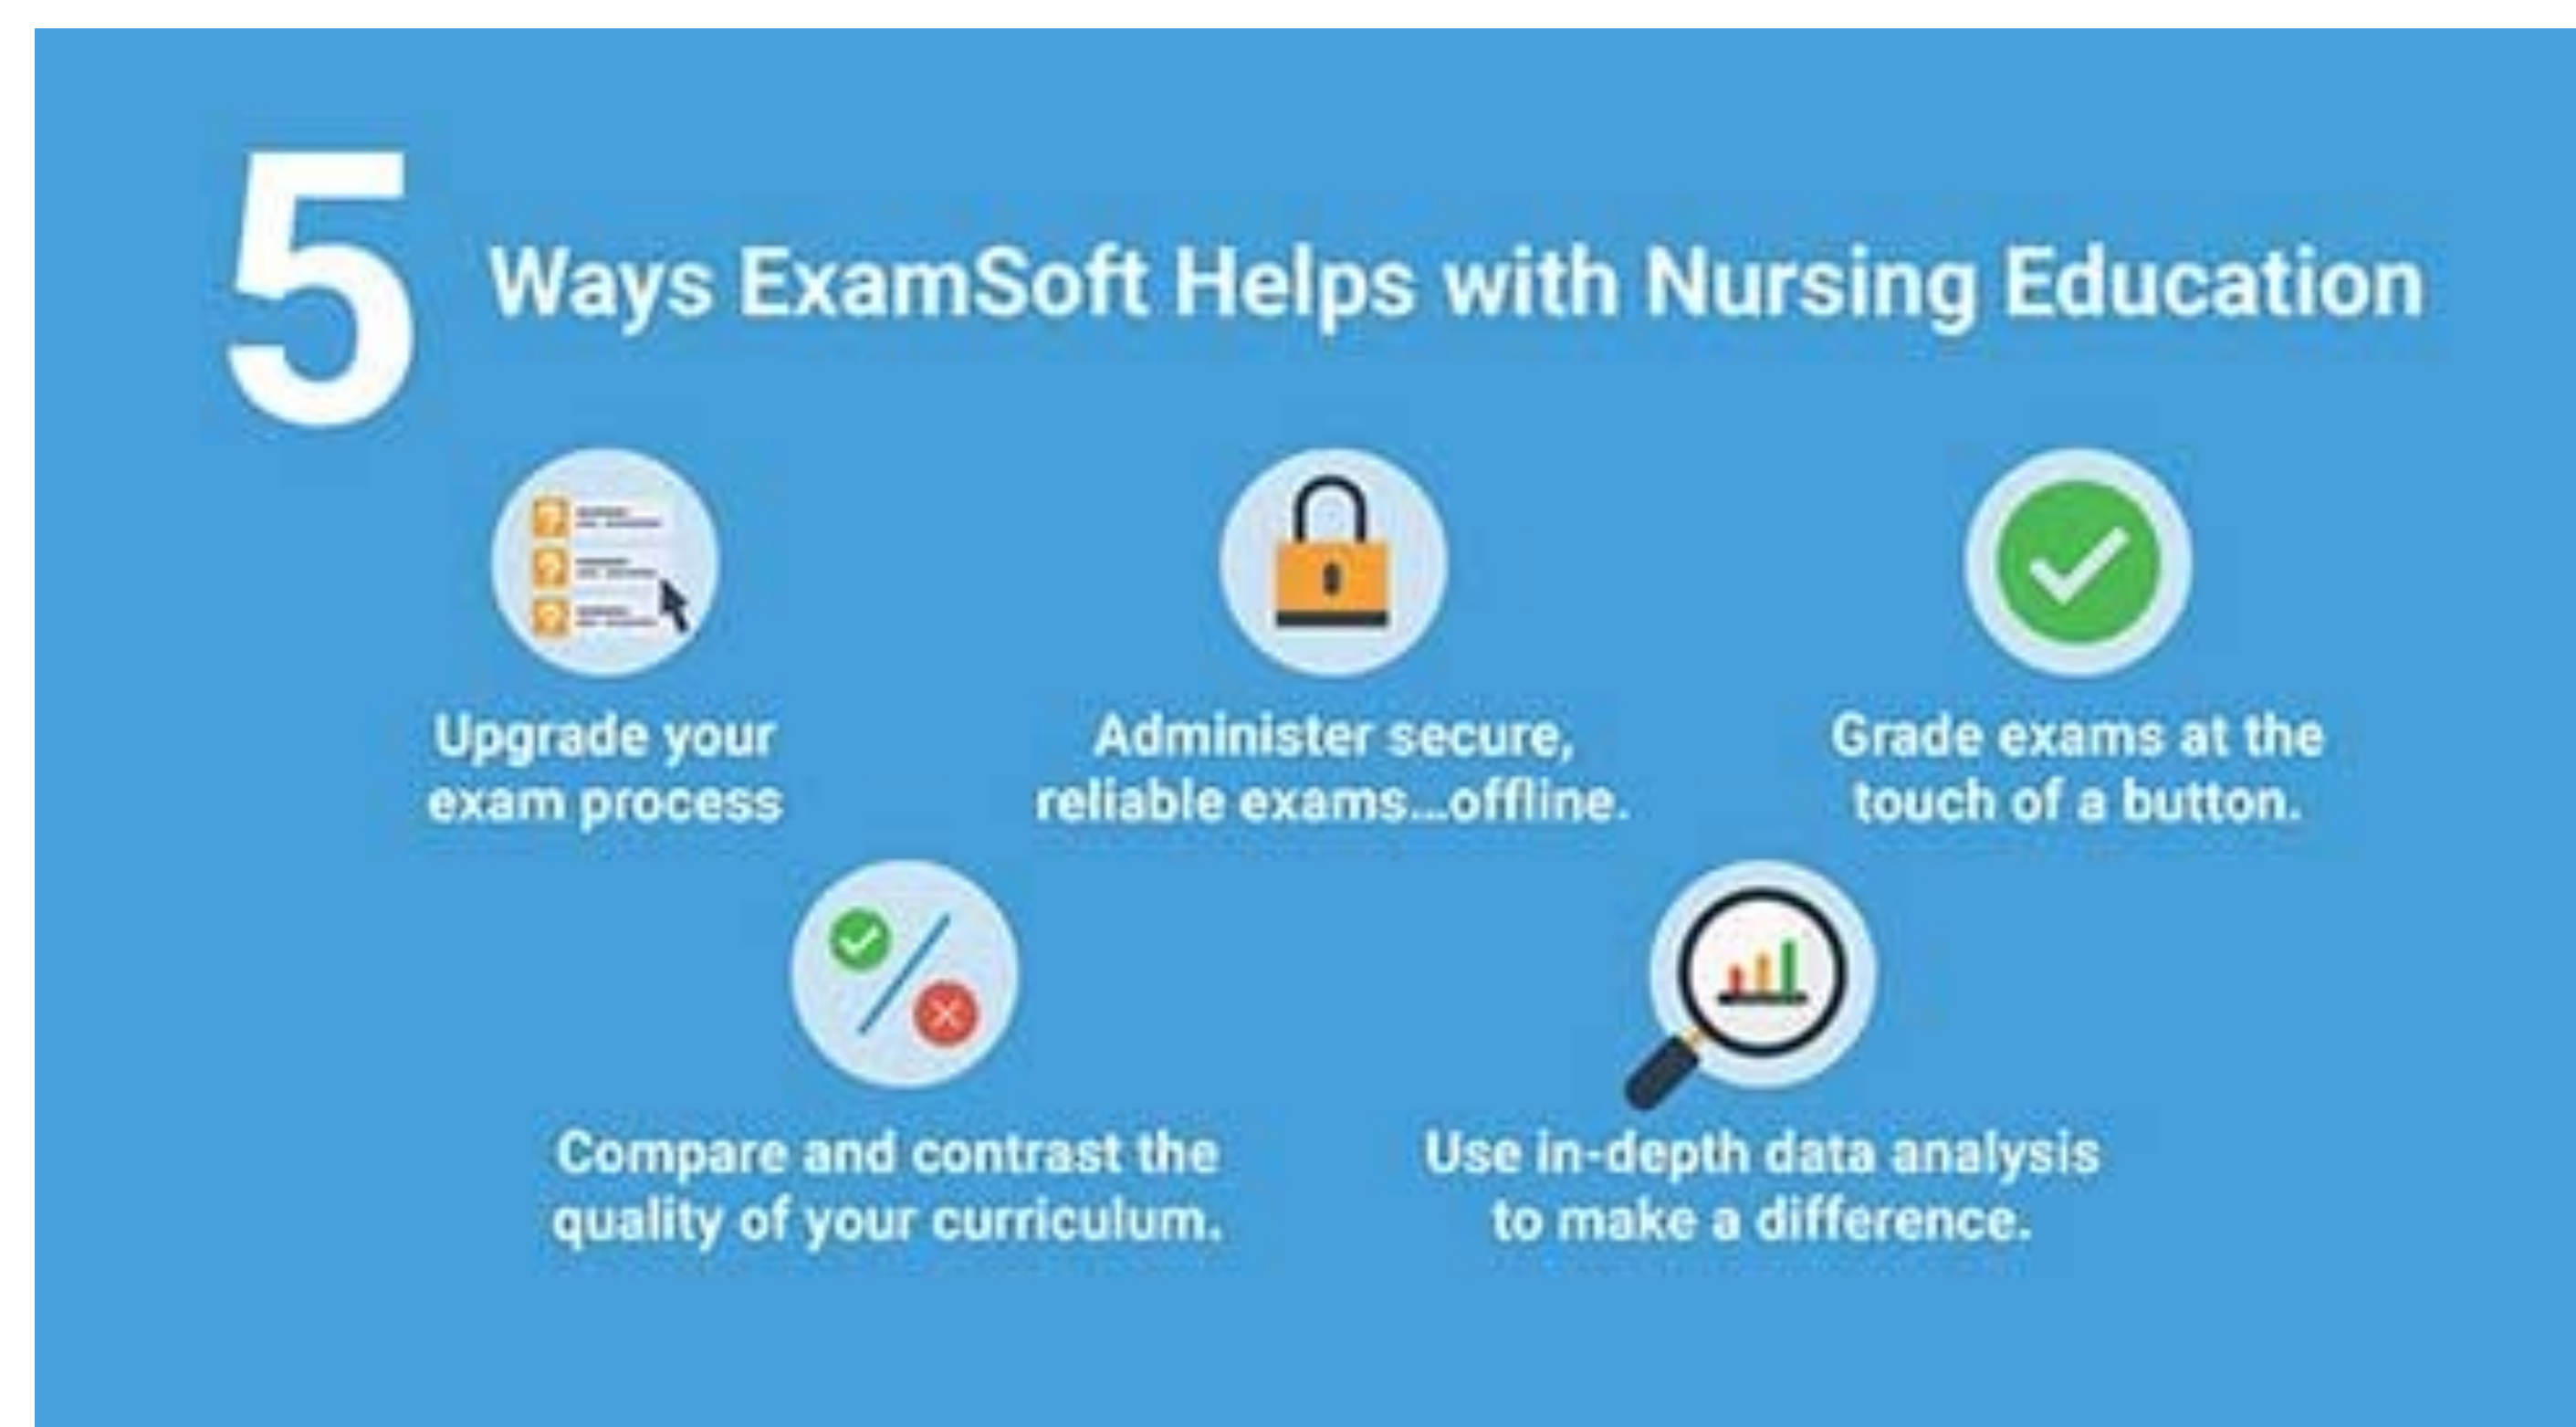 5
Ways ExamSoft Helps with Nursing Education
Upgrade your
exam process
Administer secure,
reliable exams...offline.
Grade exams at the
touch of a button.
Compare and contrast the
quality of your curriculum.
Use in-depth data analysis
to make a difference.